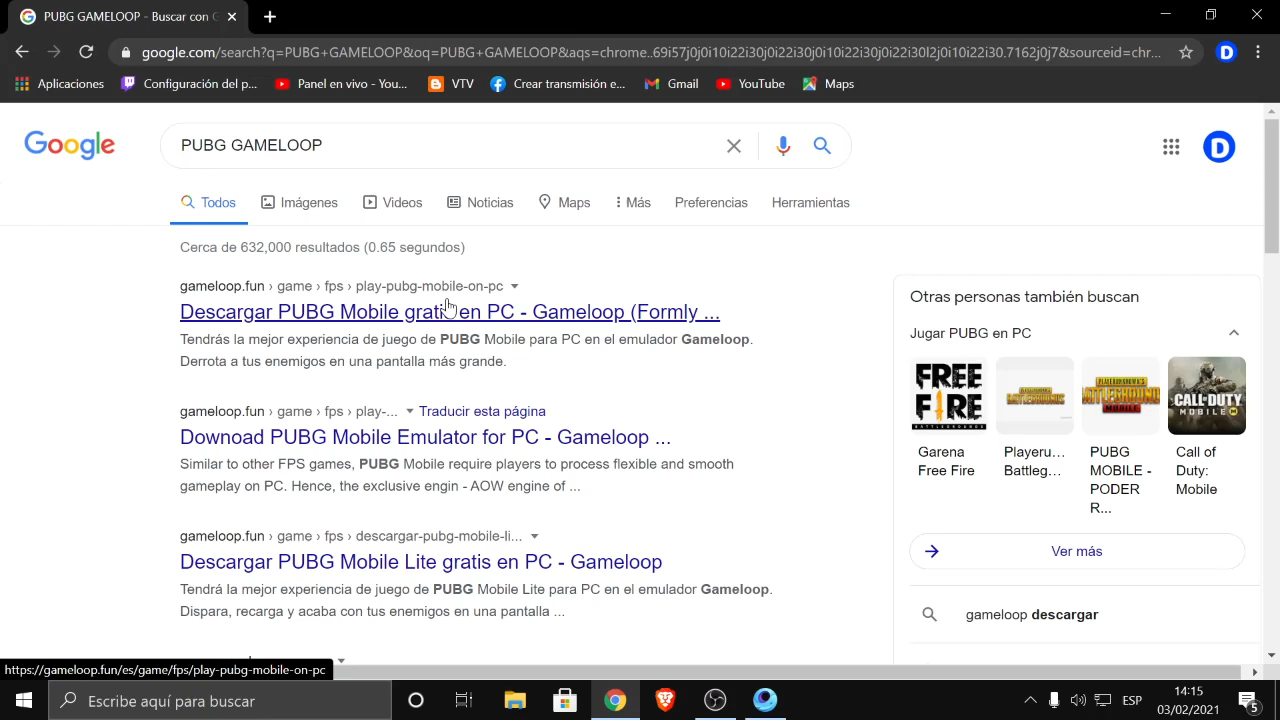 PUBG GAMELOOP - Buscar con G
google.com/search?q=PUBG+GAMELOOP&oq=PUBG+GAMELOOP&aqs=chrome..69i57j0j0i10i22i30j0i22i30j0i10i22i30j0i22i30l2j0i10i22i30.7162j0j7&sourceid=chr...
D
Aplicaciones
Configuración del p...
Panel en vivo - You...
VTV
Crear transmisión e...
Gmail
YouTube
Maps
Google
PUBG GAMELOOP
D
Todos
Imágenes
Videos
Noticias
Maps
Más
Preferencias
Herramientas
Cerca de 632,000 resultados (0.65 segundos)
gameloop.fun › game › fps › play-pubg-mobile-on-pc
Descargar PUBG Mobile gratis en PC - Gameloop (Formly ...
Tendrás la mejor experiencia de juego de PUBG Mobile para PC en el emulador Gameloop.
Derrota a tus enemigos en una pantalla más grande.
gameloop.fun › game › fps › play-... Traducir esta página
Downoad PUBG Mobile Emulator for PC - Gameloop ...
Similar to other FPS games, PUBG Mobile require players to process flexible and smooth
gameplay on PC. Hence, the exclusive engin - AOW engine of ...
gameloop.fun › game › fps › descargar-pubg-mobile-li...
Descargar PUBG Mobile Lite gratis en PC - Gameloop
Tendrá la mejor experiencia de juego de PUBG Mobile Lite para PC en el emulador Gameloop.
Dispara, recarga y acaba con tus enemigos en una pantalla ...
Otras personas también buscan
Jugar PUBG en PC
FREE
FIRE
BATTLEGROUNDS
CALL OF DUTY
MOBILE
Garena
Free Fire
Playeru...
Battleg...
PUBG
MOBILE -
PODER
R...
Call of
Duty:
Mobile
Ver más
gameloop descargar
https://gameloop.fun/es/game/fps/play-pubg-mobile-on-pc
Escribe aquí para buscar
ESP
14:15
03/02/2021
5